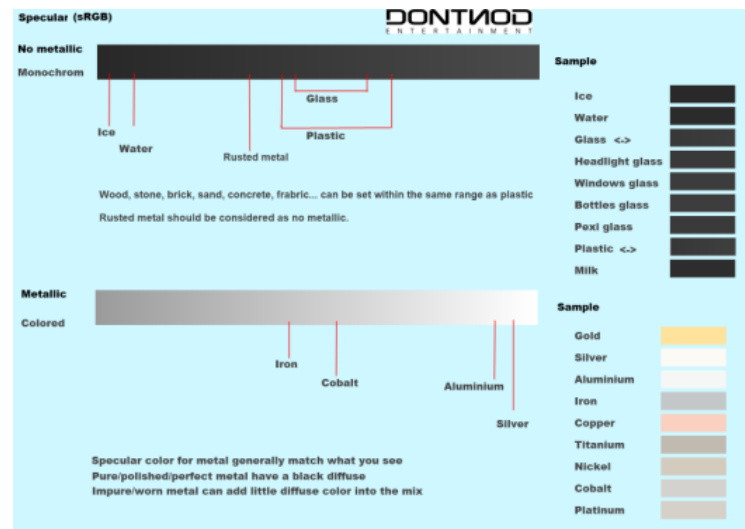 Specular (sRGB)
DONTNOD
ENTERTAINMENT
No metallic
Monochrom
Ice
Water
Rusted metal
Glass
Plastic
Wood, stone, brick, sand, concrete, frabric... can be set within the same range as plastic
Rusted metal should be considered as no metallic.
Sample
Ice
Water
Glass <->
Headlight glass
Windows glass
Bottles glass
Pexi glass
Plastic <->
Milk
Metallic
Colored
Iron
Cobalt
Aluminium
Silver
Specular color for metal generally match what you see
Pure/polished/perfect metal have a black diffuse
Impure/worn metal can add little diffuse color into the mix
Sample
Gold
Silver
Aluminium
Iron
Copper
Titanium
Nickel
Cobalt
Platinum